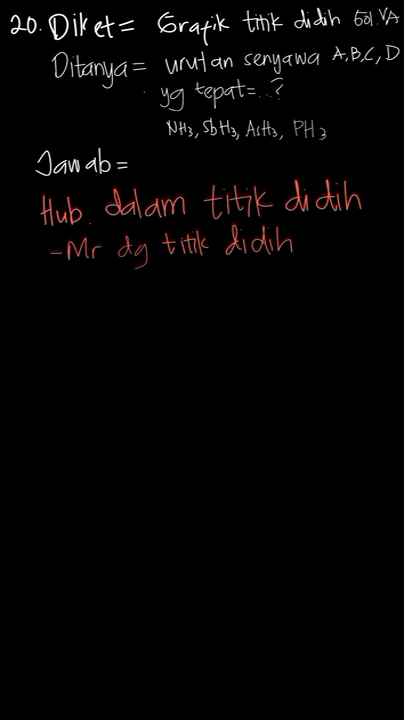 20. Diket = Grafik titik didih Gol. VA
Ditanya = urutan senyawa A, B, C, D
yg tepat = ..?
NH3, SbH3, AsH3, PH3
Jawab =
Hub. dalam titik didih
- Mr dg titik didih